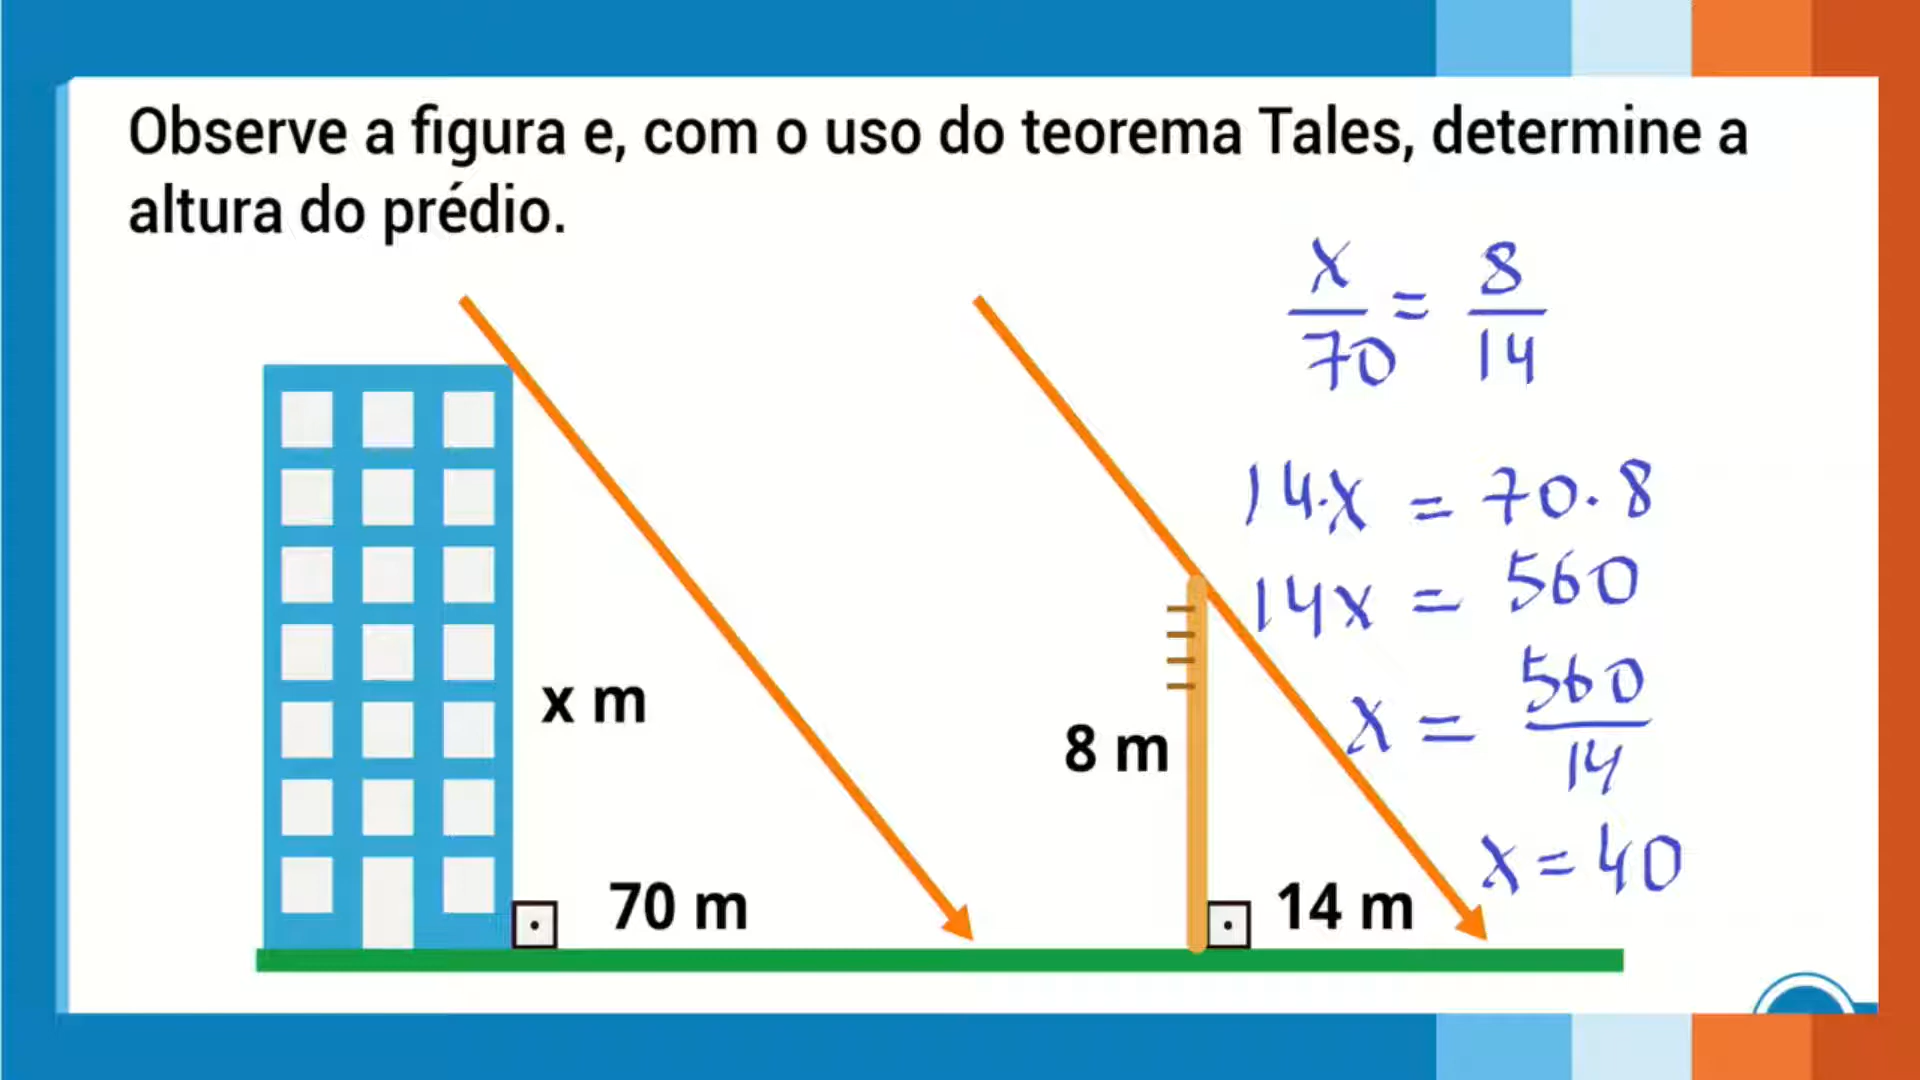 Observe a figura e, com o uso do teorema Tales, determine a
altura do prédio.
x/70 = 8/14
14.x = 70.8
14x = 560
x = 560/14
x = 40
x m
8 m
70 m
14 m